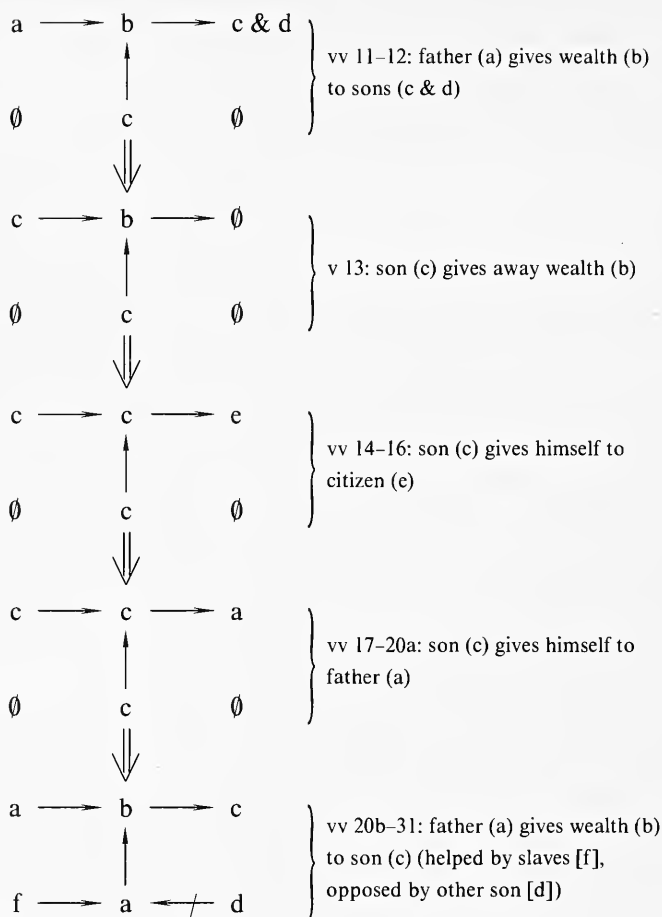 a b c & d
vv 11–12: father (a) gives wealth (b)
to sons (c & d)
Ø c Ø
c b Ø
v 13: son (c) gives away wealth (b)
Ø c Ø
c c e
vv 14–16: son (c) gives himself to
citizen (e)
Ø c Ø
c c a
vv 17–20a: son (c) gives himself to
father (a)
Ø c Ø
a b c
vv 20b–31: father (a) gives wealth (b)
to son (c) (helped by slaves [f],
opposed by other son [d])
f a d